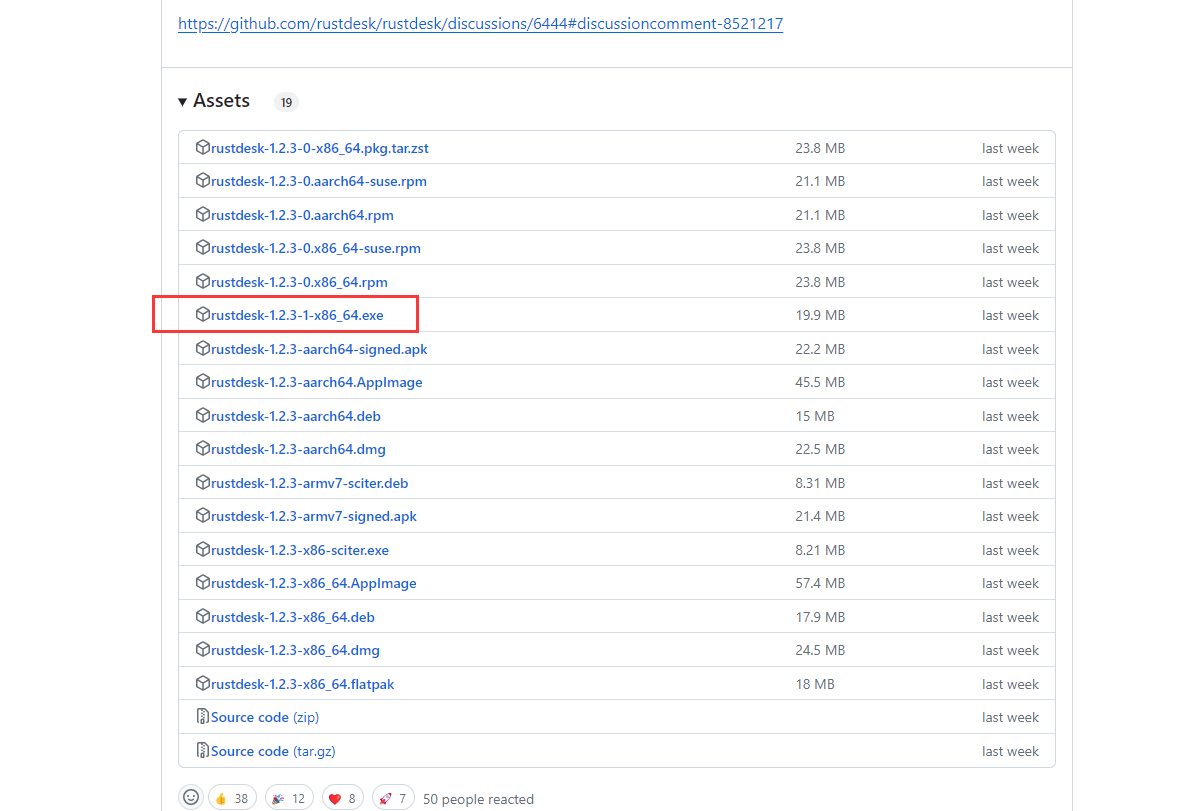 https://github.com/rustdesk/rustdesk/discussions/6444#discussioncomment-8521217
Assets 19
rustdesk-1.2.3-0-x86_64.pkg.tar.zst 23.8 MB last week
rustdesk-1.2.3-0.aarch64-suse.rpm 21.1 MB last week
rustdesk-1.2.3-0.aarch64.rpm 21.1 MB last week
rustdesk-1.2.3-0.x86_64-suse.rpm 23.8 MB last week
rustdesk-1.2.3-0.x86_64.rpm 23.8 MB last week
rustdesk-1.2.3-1-x86_64.exe 19.9 MB last week
rustdesk-1.2.3-aarch64-signed.apk 22.2 MB last week
rustdesk-1.2.3-aarch64.AppImage 45.5 MB last week
rustdesk-1.2.3-aarch64.deb 15 MB last week
rustdesk-1.2.3-aarch64.dmg 22.5 MB last week
rustdesk-1.2.3-armv7-sciter.deb 8.31 MB last week
rustdesk-1.2.3-armv7-signed.apk 21.4 MB last week
rustdesk-1.2.3-x86-sciter.exe 8.21 MB last week
rustdesk-1.2.3-x86_64.AppImage 57.4 MB last week
rustdesk-1.2.3-x86_64.deb 17.9 MB last week
rustdesk-1.2.3-x86_64.dmg 24.5 MB last week
rustdesk-1.2.3-x86_64.flatpak 18 MB last week
Source code (zip) last week
Source code (tar.gz) last week
38 12 8 7 50 people reacted